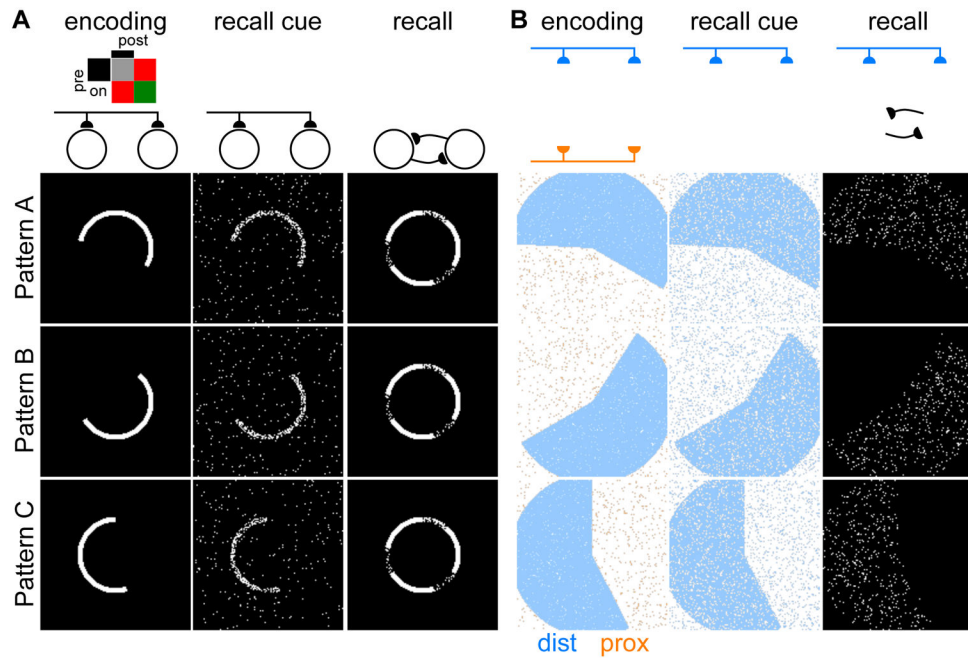 A
encoding
recall cue
recall
post
pre
on
Pattern A
Pattern B
Pattern C
B
encoding
recall cue
recall
dist prox